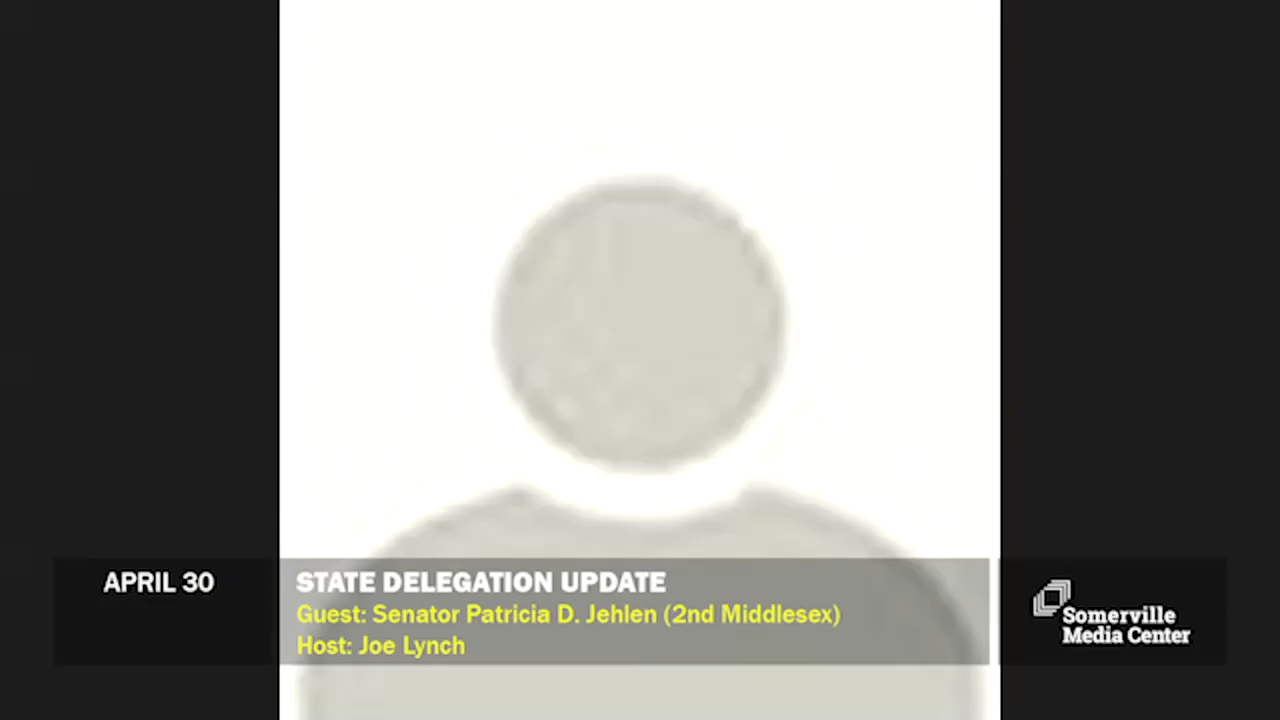 APRIL 30
STATE DELEGATION UPDATE
Guest: Senator Patricia D. Jehlen (2nd Middlesex)
Host: Joe Lynch
Somerville
Media Center